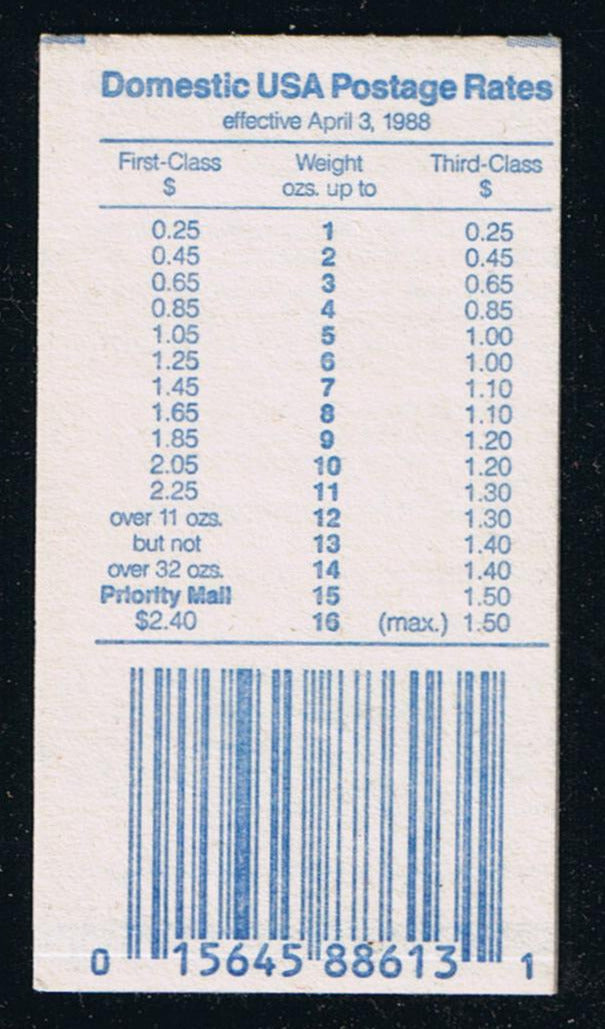 Domestic USA Postage Rates
effective April 3, 1988
First-Class Weight Third-Class
$ ozs. up to $
0.25 1 0.25
0.45 2 0.45
0.65 3 0.65
0.85 4 0.85
1.05 5 1.00
1.25 6 1.00
1.45 7 1.10
1.65 8 1.10
1.85 9 1.20
2.05 10 1.20
2.25 11 1.30
over 11 ozs. 12 1.30
but not 13 1.40
over 32 ozs. 14 1.40
Priority Mail 15 1.50
$2.40 16 (max.) 1.50
0 15645 88613 1